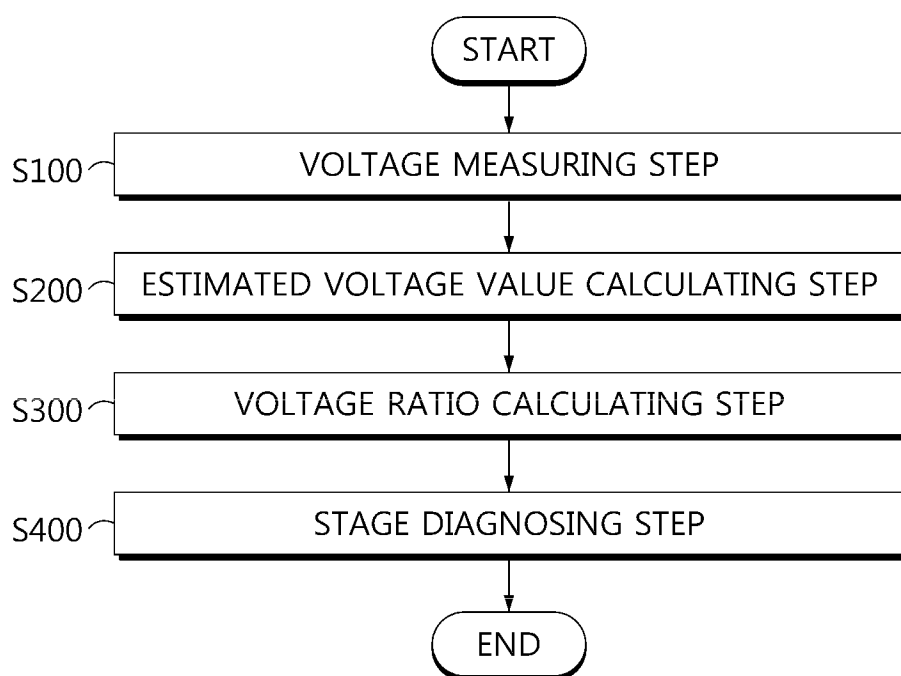 START
S100 VOLTAGE MEASURING STEP
S200 ESTIMATED VOLTAGE VALUE CALCULATING STEP
S300 VOLTAGE RATIO CALCULATING STEP
S400 STAGE DIAGNOSING STEP
END